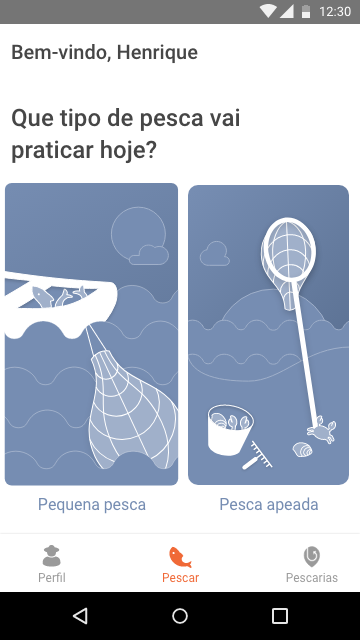 12:30
Bem-vindo, Henrique
Que tipo de pesca vai
praticar hoje?
Pequena pesca
Pesca apeada
Perfil
Pescar
Pescarias